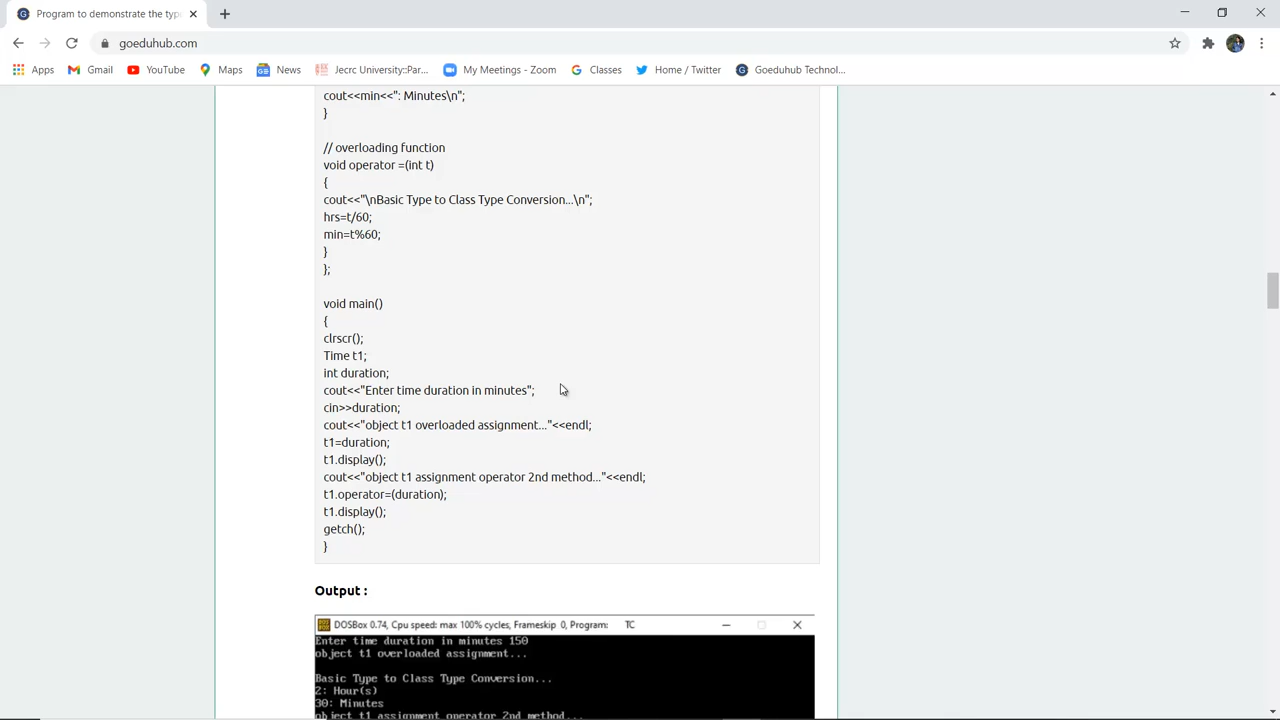 Program to demonstrate the typ
goeduhub.com
Apps Gmail YouTube Maps News Jecrc University::Par... My Meetings - Zoom Classes Home / Twitter Goeduhub Technol...
cout<<min<<": Minutes\n";
}
// overloading function
void operator =(int t)
{
cout<<"\nBasic Type to Class Type Conversion...\n";
hrs=t/60;
min=t%60;
}
};
void main()
{
clrscr();
Time t1;
int duration;
cout<<"Enter time duration in minutes";
cin>>duration;
cout<<"object t1 overloaded assignment..."<<endl;
t1=duration;
t1.display();
cout<<"object t1 assignment operator 2nd method..."<<endl;
t1.operator=(duration);
t1.display();
getch();
}
Output :
DOSBox 0.74, Cpu speed: max 100% cycles, Frameskip 0, Program: TC
Enter time duration in minutes 150
object t1 overloaded assignment...
Basic Type to Class Type Conversion...
2: Hour(s)
30: Minutes
object t1 assignment operator 2nd method...